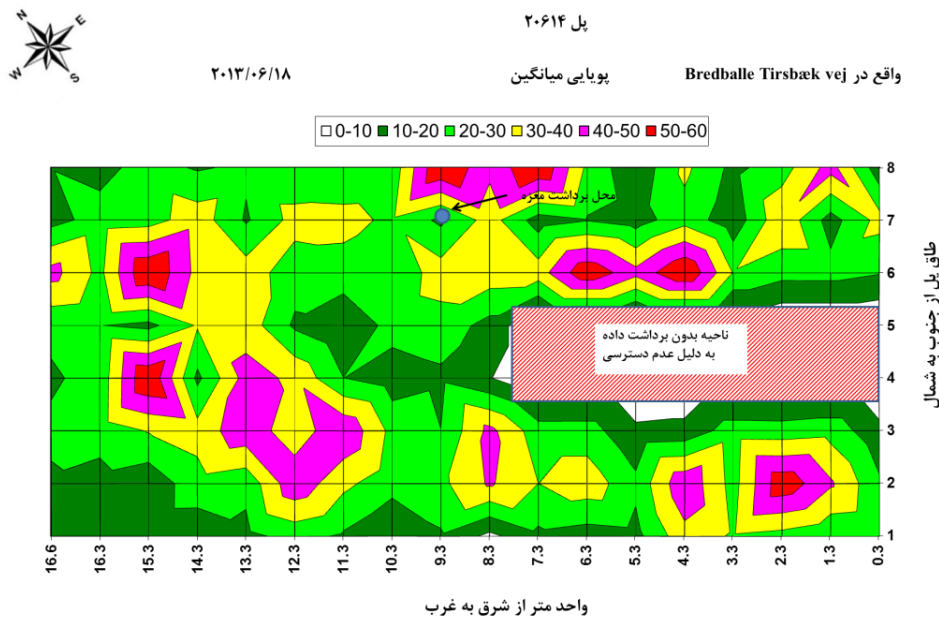 N
E
W
S
پل ۲۰۶۱۴
واقع در Bredballe Tirsbæk vej
پویایی میانگین
۲۰۱۳/۰۶/۱۸
0-10 10-20 20-30 30-40 40-50 50-60
محل برداشت مغزه
ناحیه بدون برداشت داده
به دلیل عدم دسترسی
8
7
6
5
4
3
2
1
طاق پل از جنوب به شمال
16.6 16.3 15.3 14.3 13.3 12.3 11.3 10.3 9.3 8.3 7.3 6.3 5.3 4.3 3.3 2.3 1.3 0.3
واحد متر از شرق به غرب